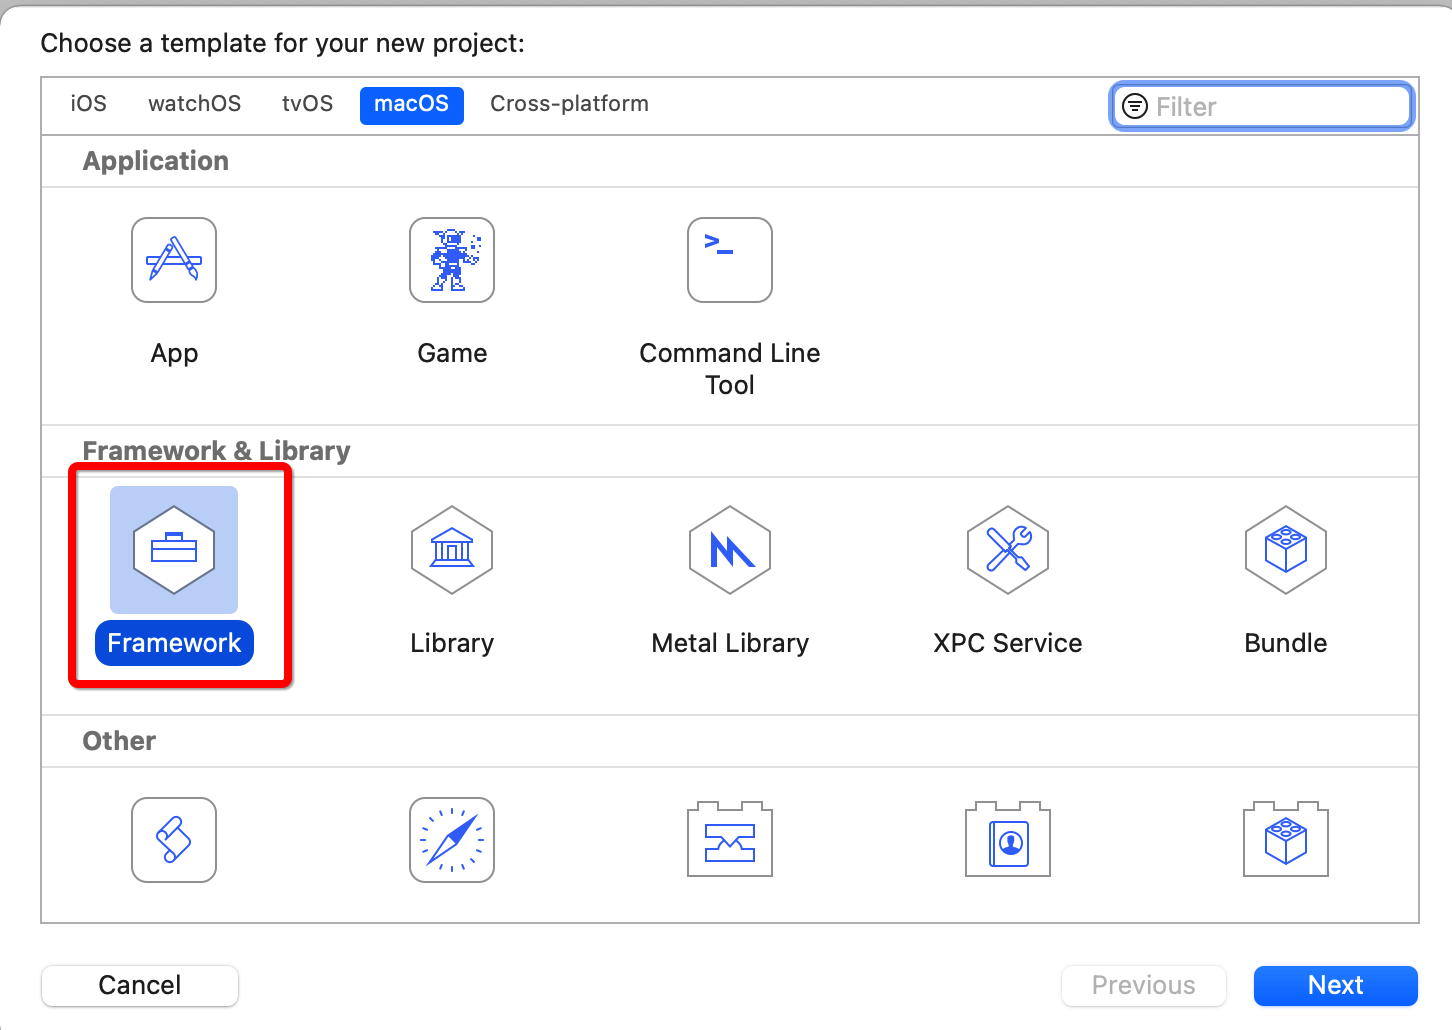 Choose a template for your new project:
iOS watchOS tvOS macOS Cross-platform Filter
Application
App Game Command Line
Tool
Framework & Library
Framework Library Metal Library XPC Service Bundle
Other
Cancel Previous Next